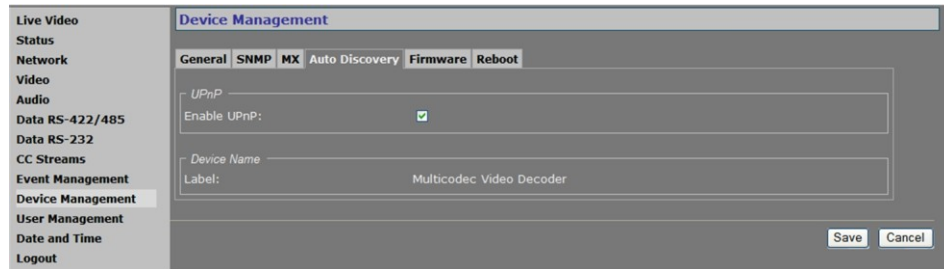 Live Video
Status
Network
Video
Audio
Data RS-422/485
Data RS-232
CC Streams
Event Management
Device Management
User Management
Date and Time
Logout
Device Management
General SNMP MX Auto Discovery Firmware Reboot
UPnP
Enable UPnP:
Device Name
Label: Multicodec Video Decoder
Save Cancel